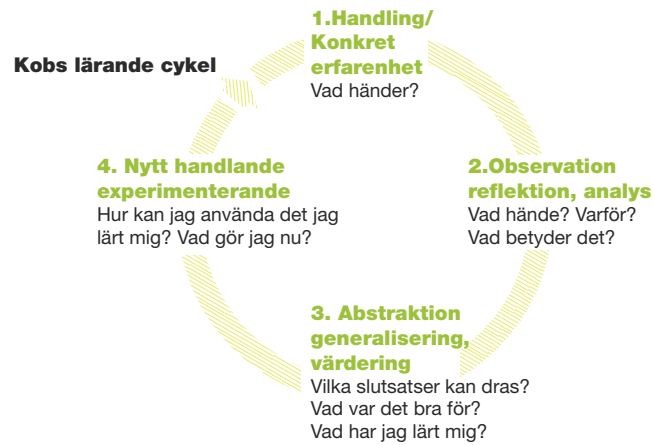 Kobs lärande cykel
1.Handling/
Konkret
erfarenhet
Vad händer?
2.Observation
reflektion, analys
Vad hände? Varför?
Vad betyder det?
3. Abstraktion
generalisering,
värdering
Vilka slutsatser kan dras?
Vad var det bra för?
Vad har jag lärt mig?
4. Nytt handlande
experimenterande
Hur kan jag använda det jag
lärt mig? Vad gör jag nu?